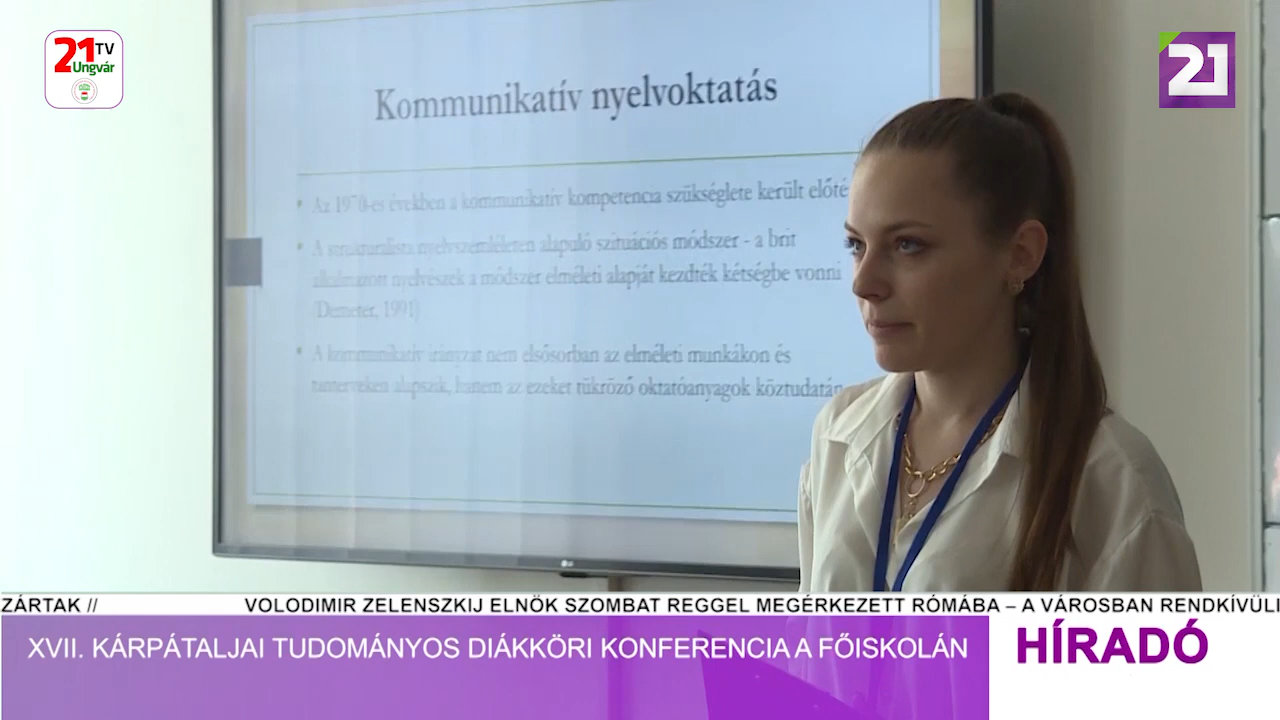 21 TV
Ungvár
21
Kommunikatív nyelvoktatás
Az 1970-es években a kommunikatív kompetencia szükséglete került előté
A strukturalista nyelvszemléleten alapuló szituációs módszer - a brit
alkalmazott nyelvészek a módszer elméleti alapját kezdték kétségbe vonni
(Demeter, 1991)
A kommunikatív irányzat nem elsősorban az elméleti munkákon és
tanterveken alapszik, hanem az ezeket tükröző oktatóanyagok köztudatán
LG
ZÁRTAK // VOLODIMIR ZELENSZKIJ ELNÖK SZOMBAT REGGEL MEGÉRKEZETT RÓMÁBA – A VÁROSBAN RENDKÍVÜLI
XVII. KÁRPÁTALJAI TUDOMÁNYOS DIÁKKÖRI KONFERENCIA A FŐISKOLÁN
HÍRADÓ